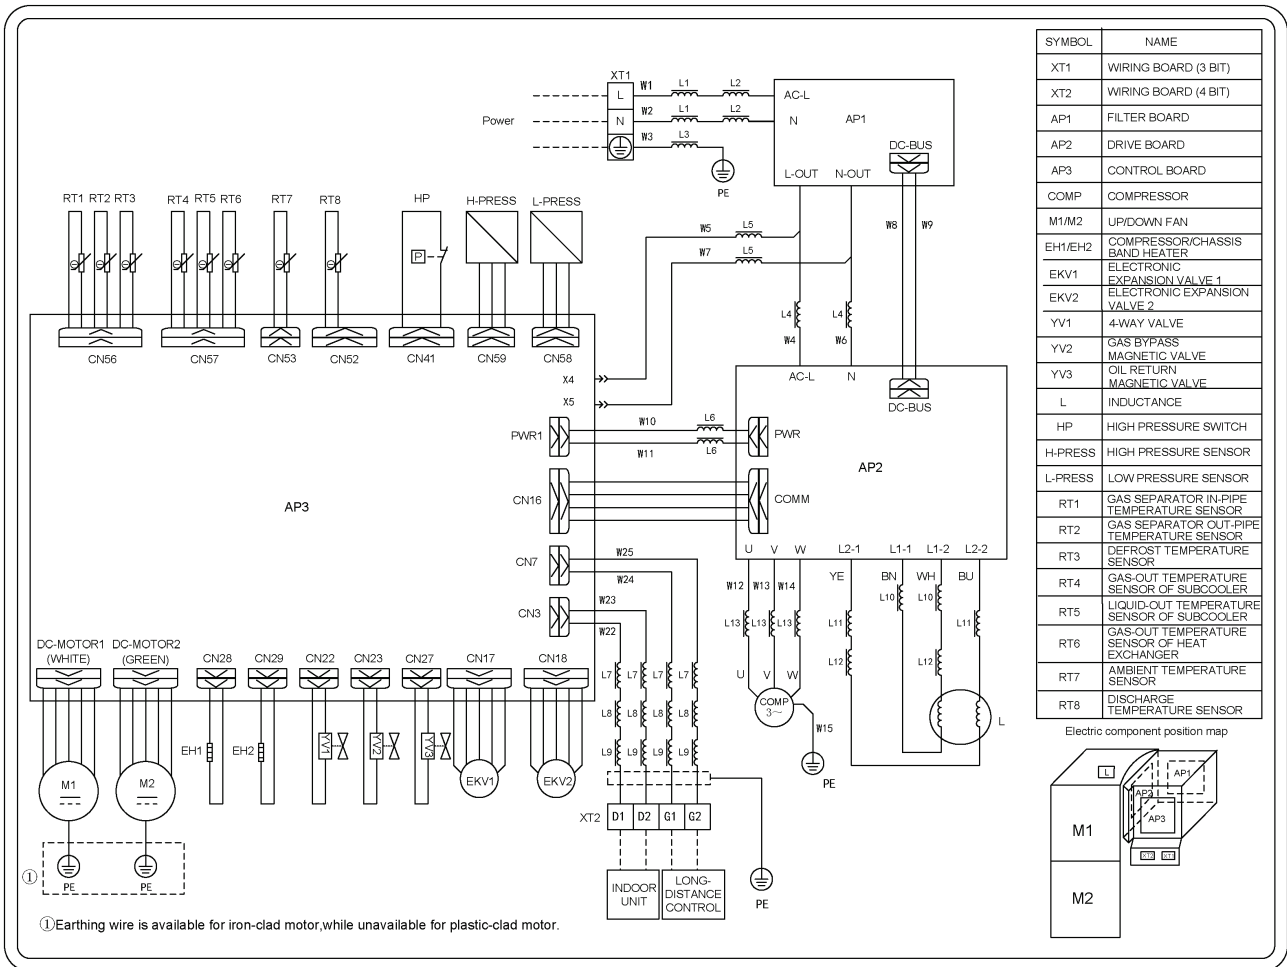 XT1
L
N
Power
W1
W2
W3
L1
L2
L1
L2
L3
PE
AC-L
N
AP1
DC-BUS
L-OUT
N-OUT
W8
W9
W5
L5
W7
L5
L4
W4
L4
W6
RT1
RT2
RT3
RT4
RT5
RT6
RT7
RT8
HP
P
H-PRESS
L-PRESS
CN56
CN57
CN53
CN52
CN41
CN59
CN58
X4
X5
AC-L
N
DC-BUS
PWR1
W10
L6
W11
L6
PWR
AP2
CN16
COMM
AP3
CN7
W25
W24
CN3
W23
W22
U
V
W
L2-1
L1-1
L1-2
L2-2
YE
BN
WH
BU
W12
W13
W14
L10
L10
L13
L13
L13
L11
L11
L12
L12
U
V
W
COMP
3~
W15
PE
L
DC-MOTOR1
(WHITE)
DC-MOTOR2
(GREEN)
CN28
CN29
CN22
CN23
CN27
CN17
CN18
L7
L7
L7
L7
L8
L8
L8
L8
L9
L9
L9
L9
EH1
EH2
YV1
YV2
YV3
EKV1
EKV2
M1
M2
XT2
D1
D2
G1
G2
PE
PE
①
INDOOR
UNIT
LONG-
DISTANCE
CONTROL
PE
①Earthing wire is available for iron-clad motor,while unavailable for plastic-clad motor.
SYMBOL NAME
XT1 WIRING BOARD (3 BIT)
XT2 WIRING BOARD (4 BIT)
AP1 FILTER BOARD
AP2 DRIVE BOARD
AP3 CONTROL BOARD
COMP COMPRESSOR
M1/M2 UP/DOWN FAN
EH1/EH2 COMPRESSOR/CHASSIS
BAND HEATER
EKV1 ELECTRONIC
EXPANSION VALVE 1
EKV2 ELECTRONIC EXPANSION
VALVE 2
YV1 4-WAY VALVE
YV2 GAS BYPASS
MAGNETIC VALVE
YV3 OIL RETURN
MAGNETIC VALVE
L INDUCTANCE
HP HIGH PRESSURE SWITCH
H-PRESS HIGH PRESSURE SENSOR
L-PRESS LOW PRESSURE SENSOR
RT1 GAS SEPARATOR IN-PIPE
TEMPERATURE SENSOR
RT2 GAS SEPARATOR OUT-PIPE
TEMPERATURE SENSOR
RT3 DEFROST TEMPERATURE
SENSOR
RT4 GAS-OUT TEMPERATURE
SENSOR OF SUBCOOLER
RT5 LIQUID-OUT TEMPERATURE
SENSOR OF SUBCOOLER
RT6 GAS-OUT TEMPERATURE
SENSOR OF HEAT
EXCHANGER
RT7 AMBIENT TEMPERATURE
SENSOR
RT8 DISCHARGE
TEMPERATURE SENSOR
Electric component position map
L
AP1
AP2
AP3
XT2
XT1
M1
M2